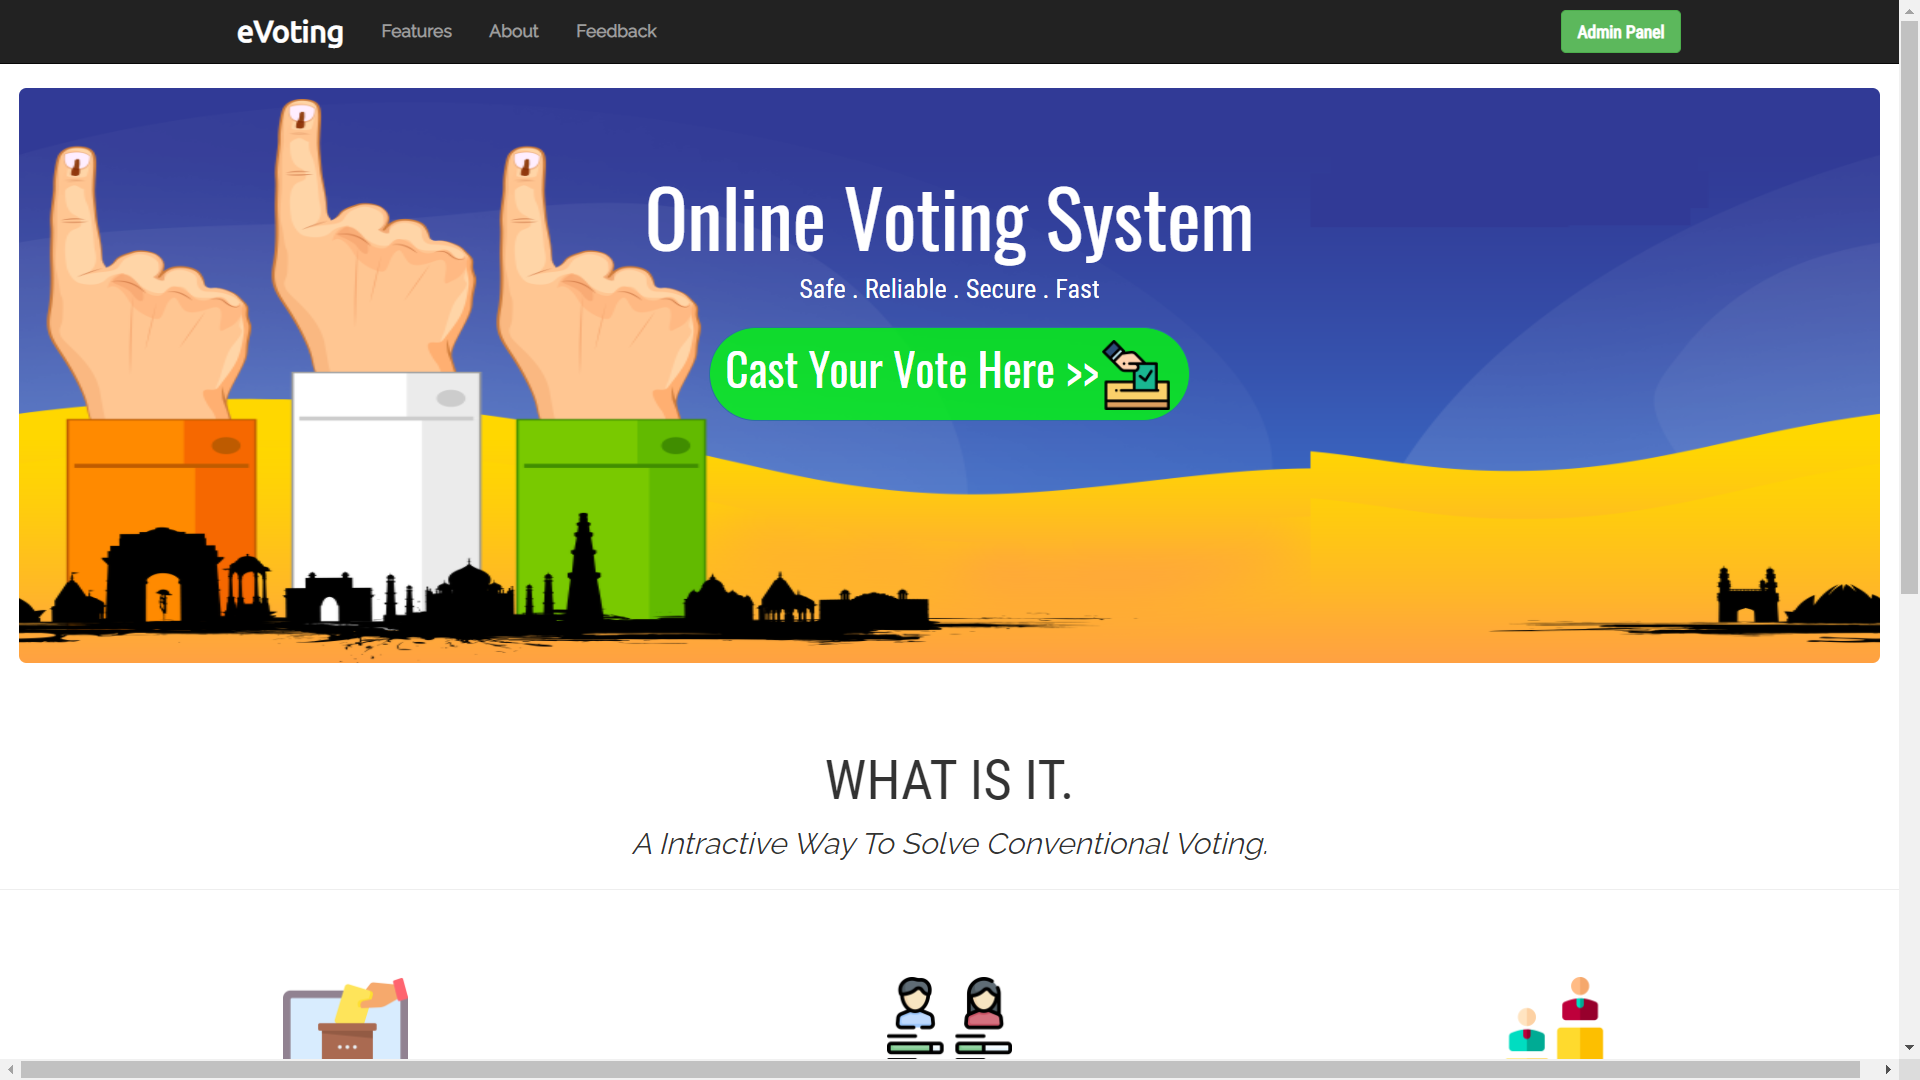 eVoting Features About Feedback Admin Panel
Online Voting System
Safe . Reliable . Secure . Fast
Cast Your Vote Here >>
WHAT IS IT.
A Intractive Way To Solve Conventional Voting.